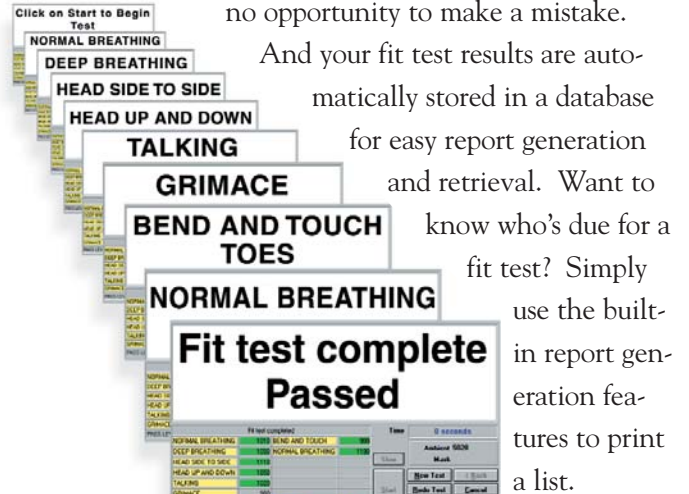 Click on Start to Begin
Test
NORMAL BREATHING
DEEP BREATHING
HEAD SIDE TO SIDE
HEAD UP AND DOWN
TALKING
GRIMACE
BEND AND TOUCH
TOES
NORMAL BREATHING
Fit test complete
Passed
Fit test completed
Time
0 seconds
NORMAL BREATHING 1010 BEND AND TOUCH
DEEP BREATHING NORMAL BREATHING
HEAD SIDE TO SIDE
HEAD UP AND DOWN
TALKING
GRIMACE
Ambient 5020
Mask
New Test
Redo Test Cancel
no opportunity to make a mistake.
And your fit test results are auto-
matically stored in a database
for easy report generation
and retrieval. Want to
know who's due for a
fit test? Simply
use the built-
in report gen-
eration fea-
tures to print
a list.